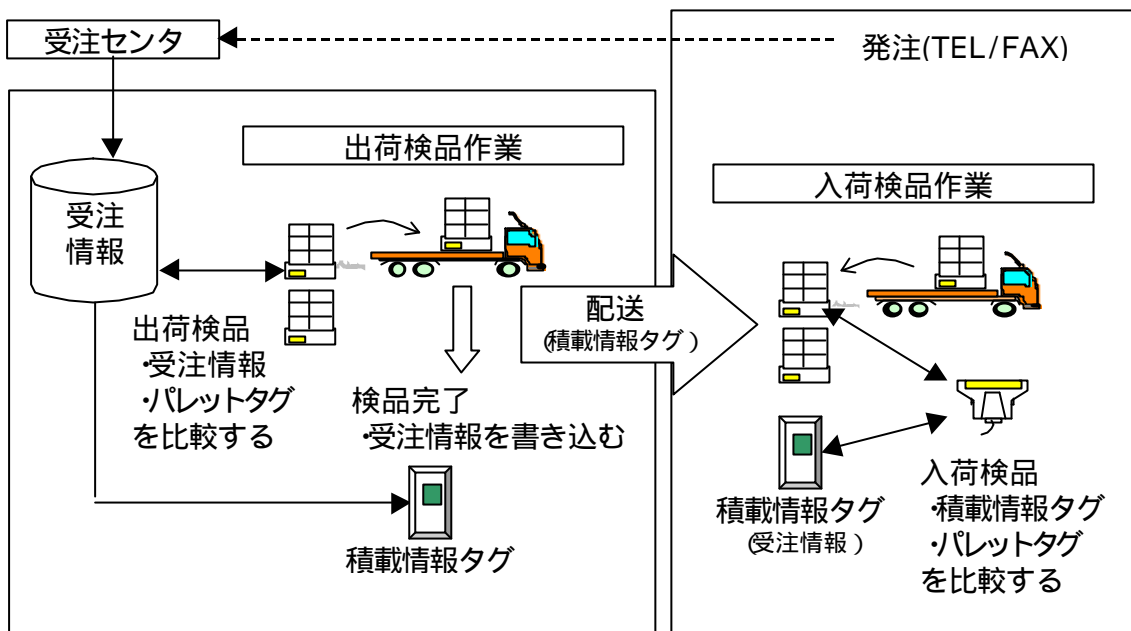 受注センタ
発注(TEL/FAX)
出荷検品作業
入荷検品作業
受注
情報
出荷検品
・受注情報
・パレットタグ
を比較する
検品完了
・受注情報を書き込む
積載情報タグ
配送
(積載情報タグ)
積載情報タグ
(受注情報)
入荷検品
・積載情報タグ
・パレットタグ
を比較する